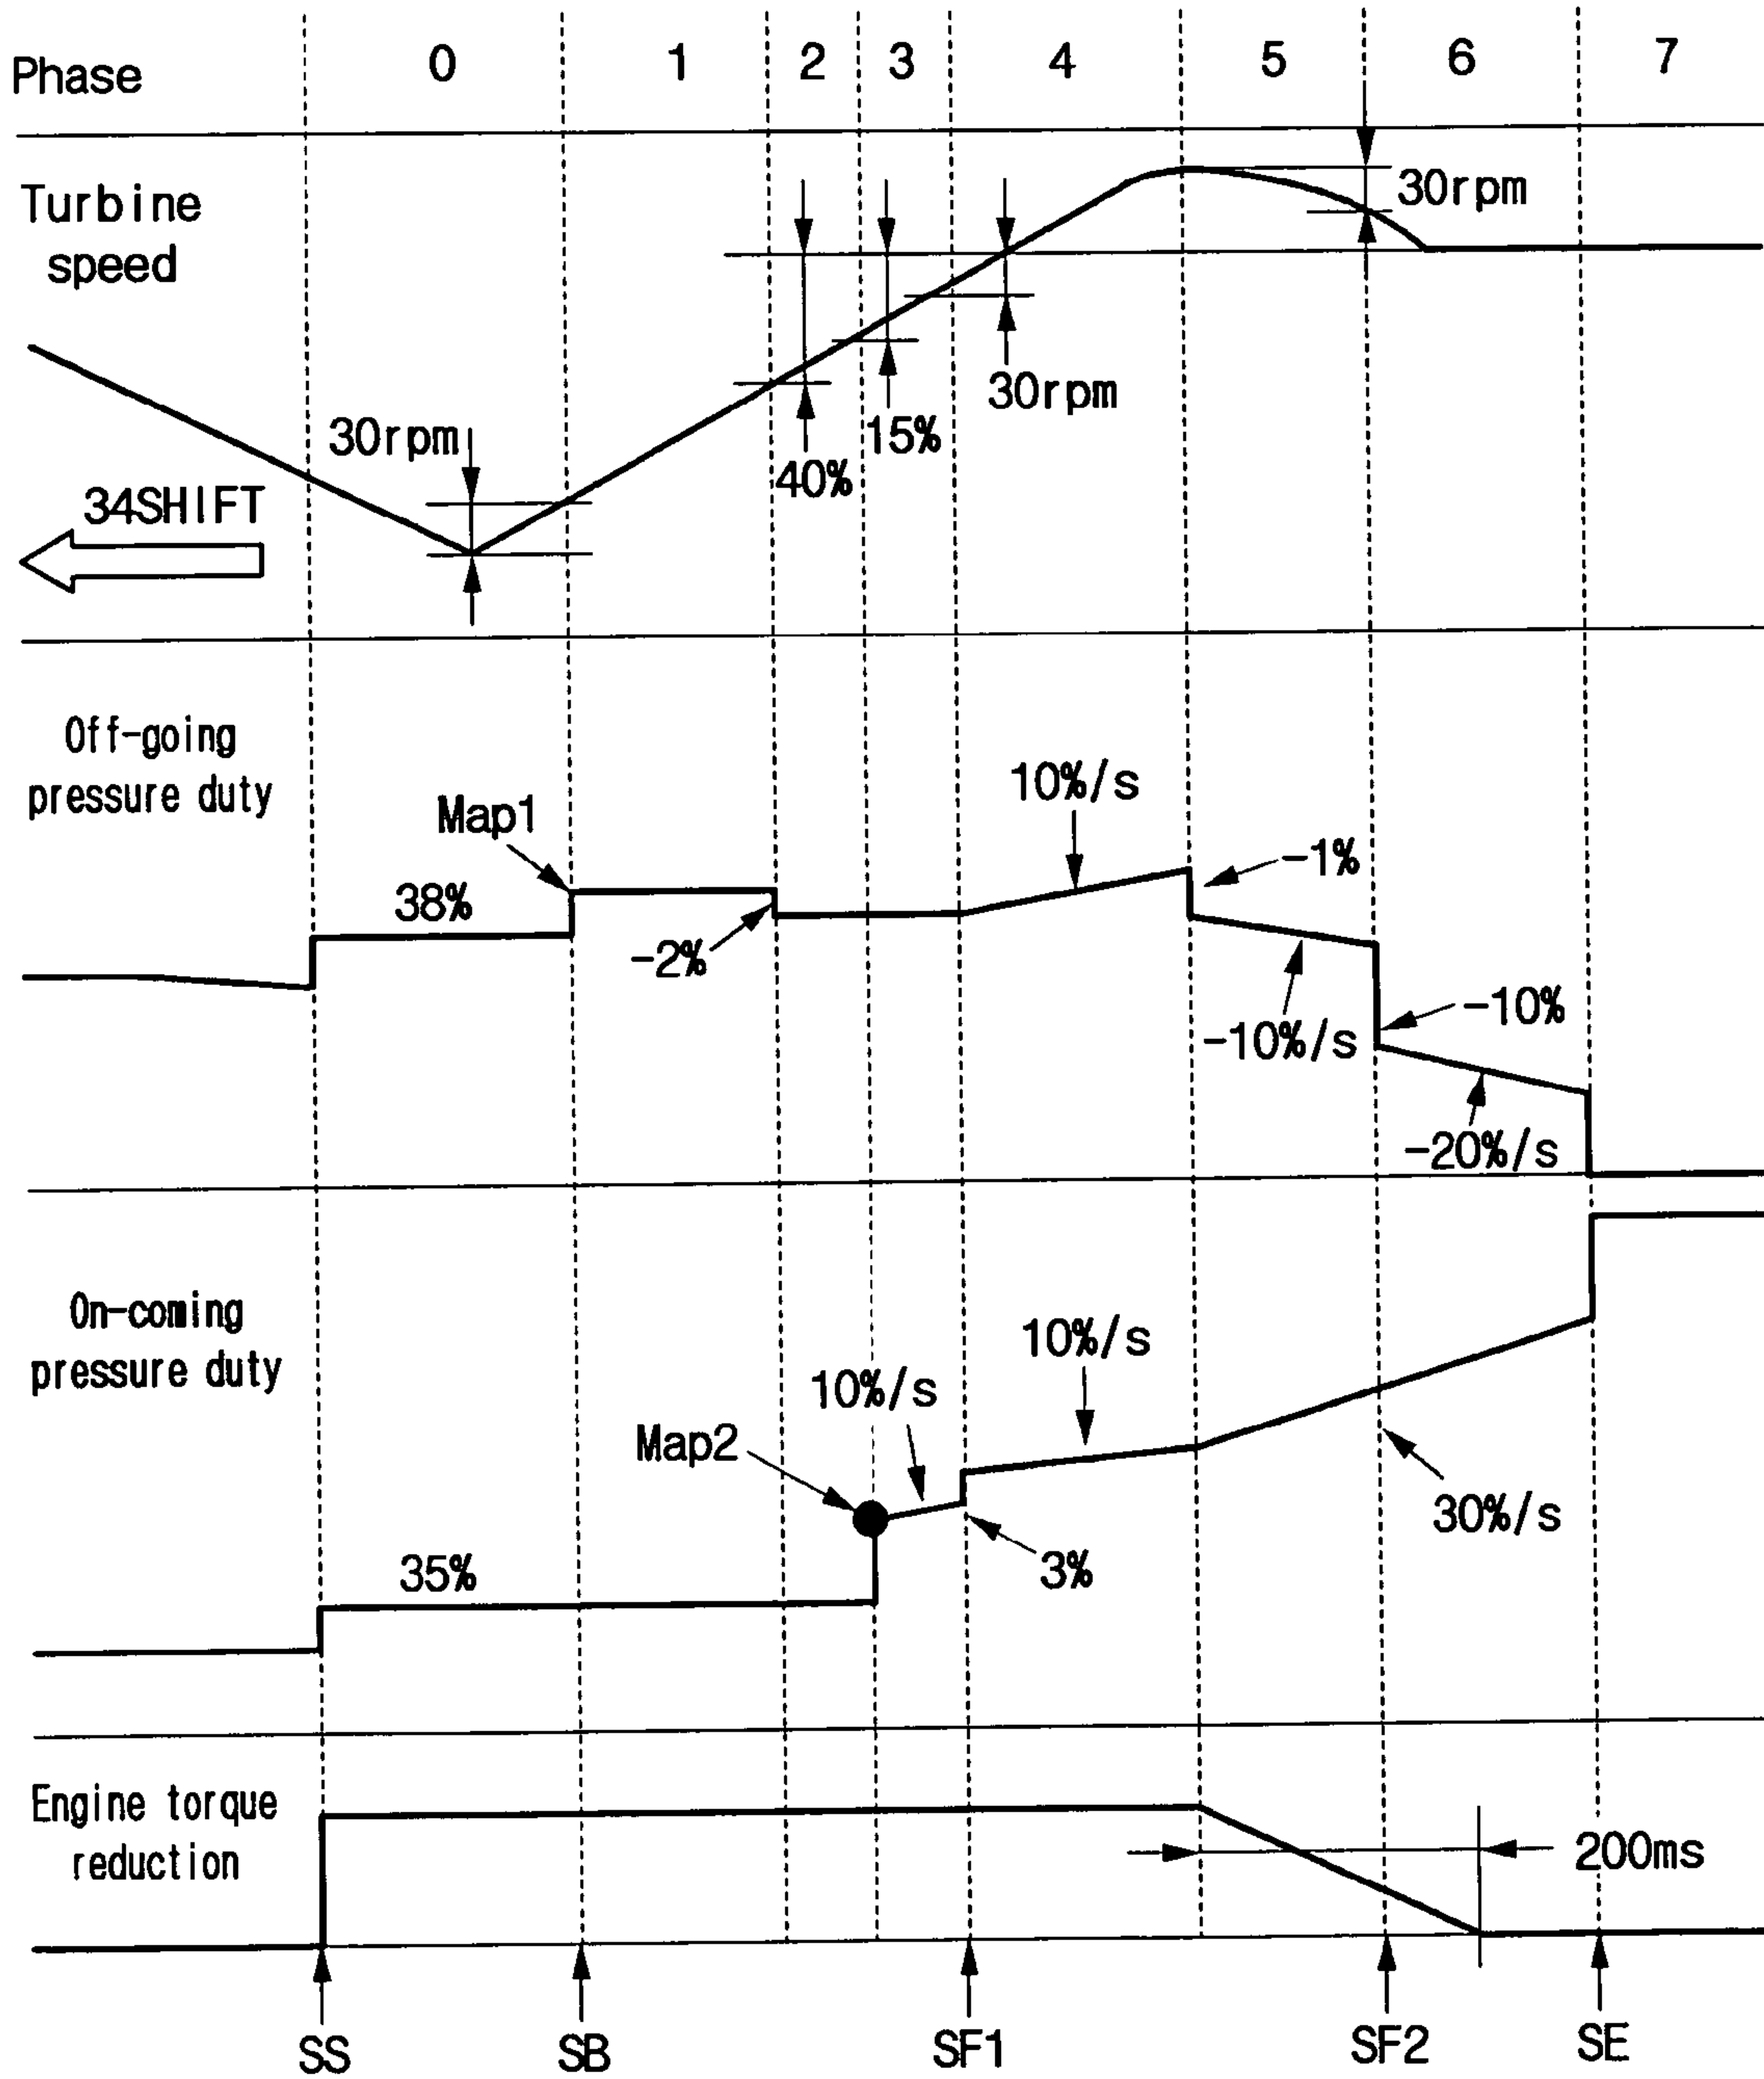 Phase 0 1 2 3 4 5 6 7
Turbine
speed
30rpm
30rpm
30rpm
15%
40%
34SHIFT
Off-going
pressure duty
Map1
38%
-2%
10%/s
-1%
-10%/s
-10%
-20%/s
On-coming
pressure duty
35%
Map2
10%/s
10%/s
3%
30%/s
Engine torque
reduction
200ms
SS SB SF1 SF2 SE